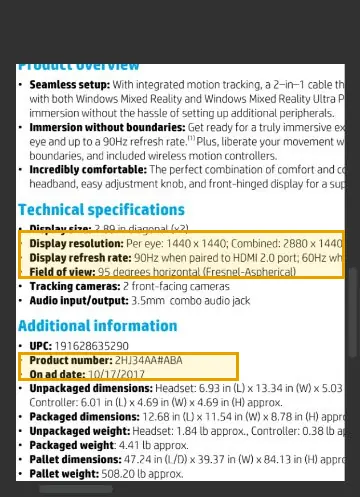 Product overview
• Seamless setup: With integrated motion tracking, a 2-in-1 cable th
with both Windows Mixed Reality and Windows Mixed Reality Ultra P
immersion without the hassle of setting up additional peripherals.
• Immersion without boundaries: Get ready for a truly immersive ex
eye and up to a 90Hz refresh rate.[1] Plus, liberate your movement w
boundaries, and included wireless motion controllers.
• Incredibly comfortable: The perfect combination of comfort and co
headband, easy adjustment knob, and front-hinged display for a sup
Technical specifications
• Display size: 2.89 in diagonal (x2)
• Display resolution: Per eye: 1440 x 1440; Combined: 2880 x 1440
• Display refresh rate: 90Hz when paired to HDMI 2.0 port; 60Hz wh
• Field of view: 95 degrees horizontal (Fresnel-Aspherical)
• Tracking cameras: 2 front-facing cameras
• Audio input/output: 3.5mm combo audio jack
Additional information
• UPC: 191628635290
• Product number: 2HJ34AA#ABA
• On ad date: 10/17/2017
• Unpackaged dimensions: Headset: 6.93 in (L) x 13.34 in (W) x 5.03
Controller: 6.01 in (L) x 4.69 in (W) x 4.69 in (H) approx.
• Packaged dimensions: 12.68 in (L) x 11.54 in (W) x 8.78 in (H) appr
• Unpackaged weight: Headset: 1.84 lb approx., Controller: 0.38 lb ap
• Packaged weight: 4.41 lb approx.
• Pallet dimensions: 47.24 in (L/D) x 39.37 in (W) x 84.13 in (H) appr
• Pallet weight: 508.20 lb approx.